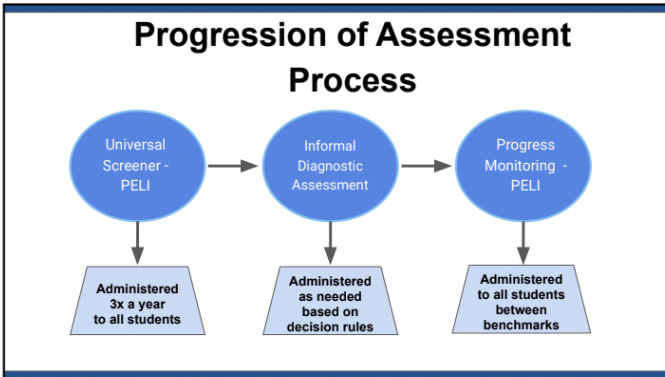 Progression of Assessment
Process
Universal
Screener -
PELI
Informal
Diagnostic
Assessment
Progress
Monitoring -
PELI
Administered
3x a year
to all students
Administered
as needed
based on
decision rules
Administered
to all students
between
benchmarks